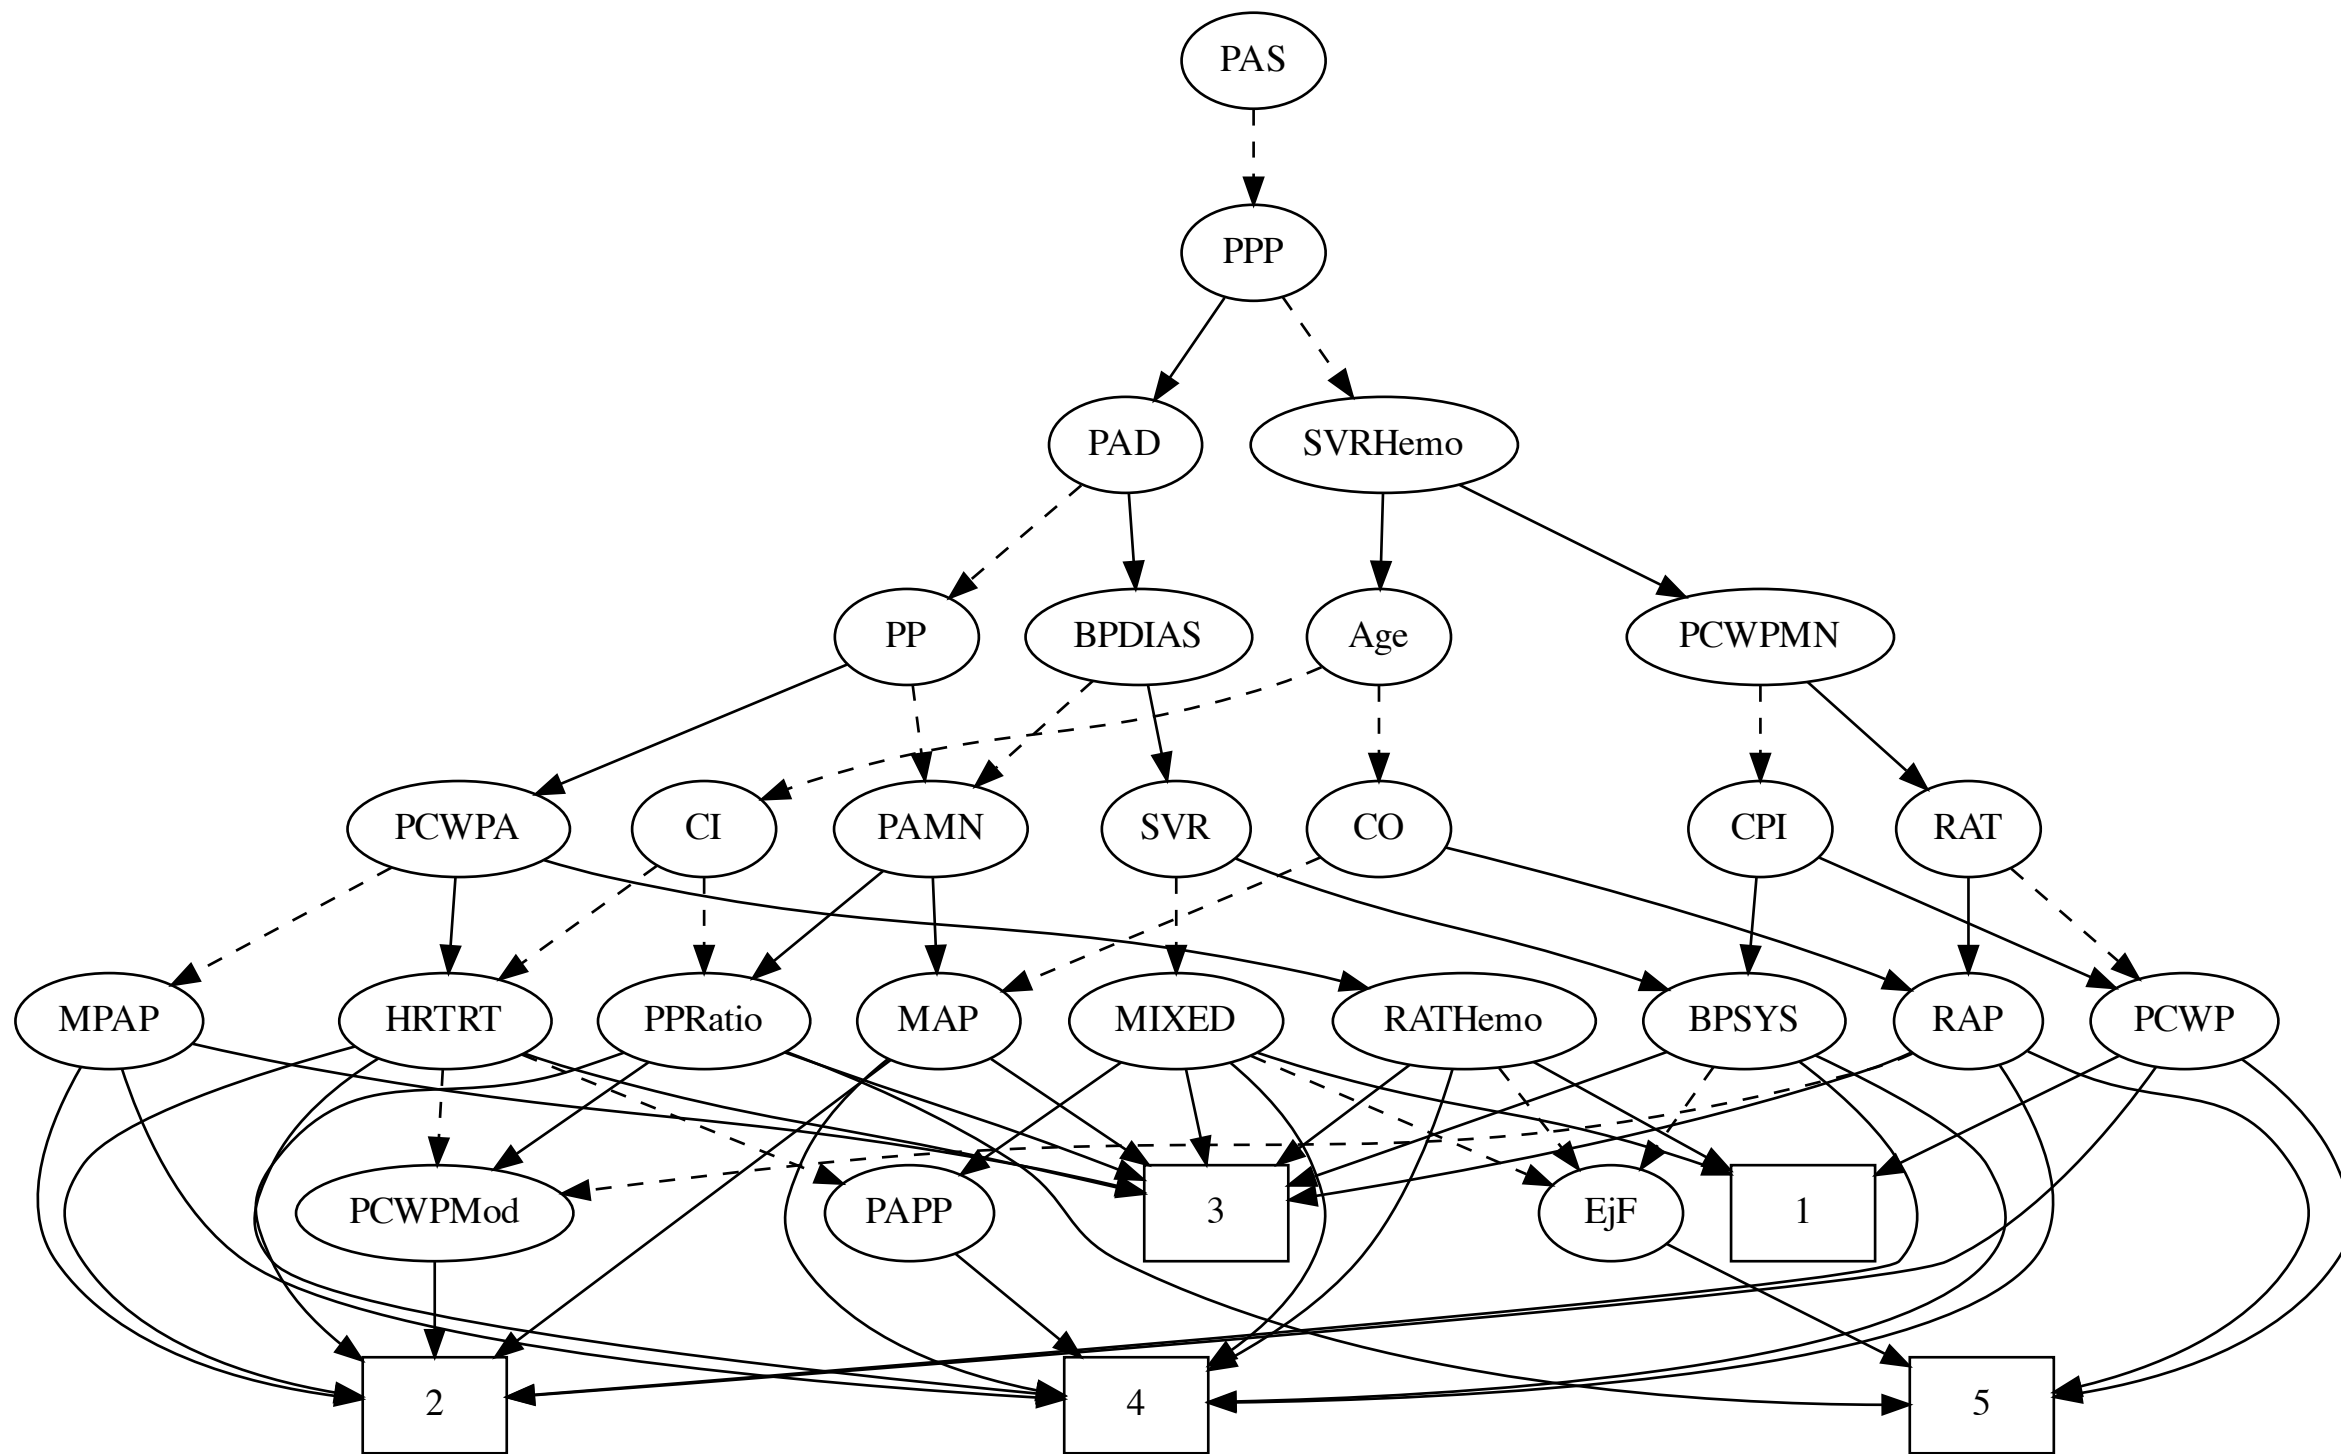 PAS
PPP
PAD
SVRHemo
PP
BPDIAS
Age
PCWPMN
PCWPA
CI
PAMN
SVR
CO
CPI
RAT
MPAP
HRTRT
PPRatio
MAP
MIXED
RATHemo
BPSYS
RAP
PCWP
PCWPMod
PAPP
3
EjF
1
2
4
5